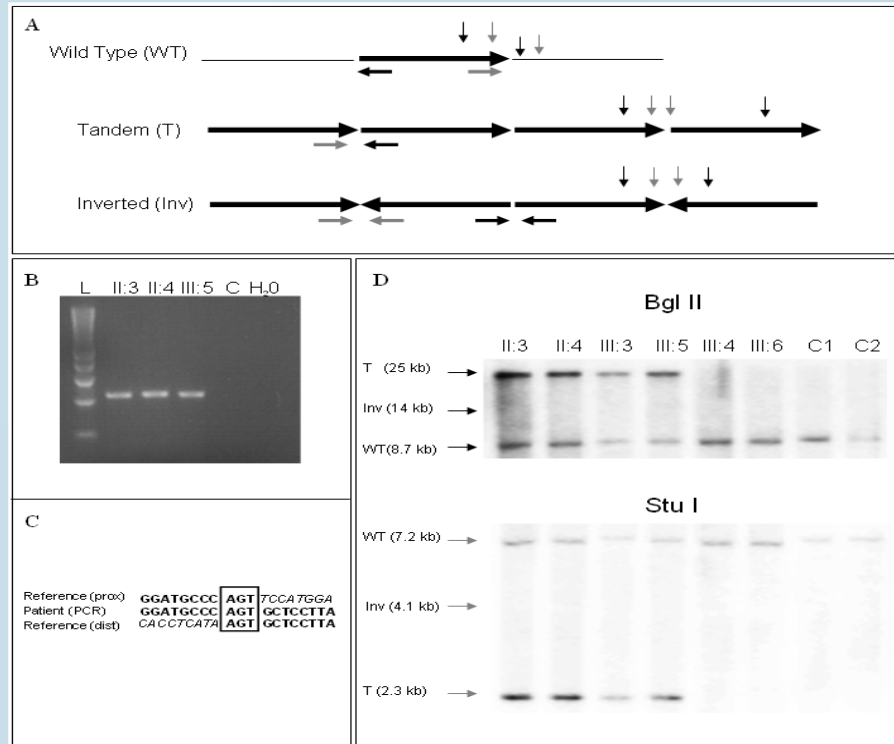 A
Wild Type (WT)
Tandem (T)
Inverted (Inv)
B
L II:3 II:4 III:5 C H20
C
Reference (prox) GGATGCCC AGT TCCATGGA
Patient (PCR) GGATGCCC AGT GCTCCTTA
Reference (dist) CACCTCATA AGT GCTCCTTA
D
Bgl II
II:3 II:4 III:3 III:5 III:4 III:6 C1 C2
T (25 kb)
Inv (14 kb)
WT(8.7 kb)
Stu I
WT (7.2 kb)
Inv (4.1 kb)
T (2.3 kb)